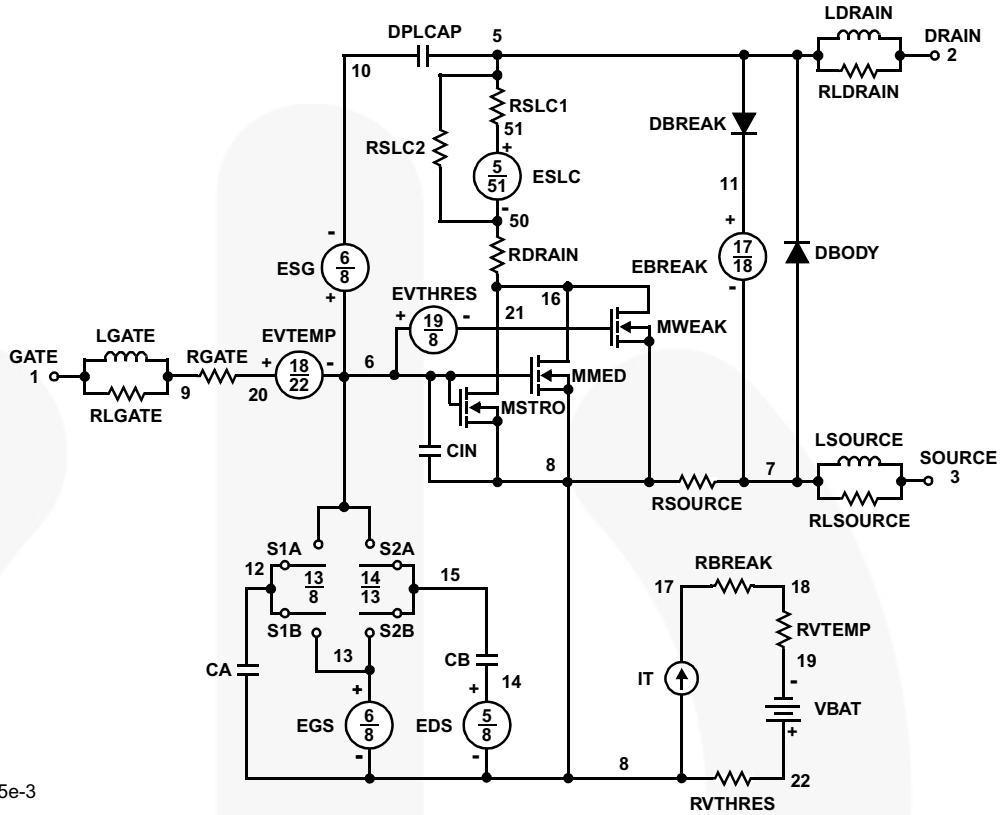 LDRAIN
DPLCAP
5
DRAIN
2
10
RLDRAIN
RSLC1
DBREAK
51
+
RSLC2
5
51
ESLC
-
11
50
-
+
RDRAIN
17
18
DBODY
ESG
6
8
EBREAK
-
+
EVTHRES
16
21
+
19
8
-
MWEAK
LGATE
EVTEMP
GATE
1
RGATE
+
18
22
-
6
MMED
9
20
RLGATE
MSTRO
LSOURCE
CIN
SOURCE
3
8
7
RSOURCE
RLSOURCE
S1A
S2A
RBREAK
12
13
8
14
13
15
17
18
S1B
S2B
RVTEMP
13
CB
19
CA
IT
-
14
+
+
VBAT
EGS
6
8
EDS
5
8
+
-
-
8
22
5e-3
RVTHRES